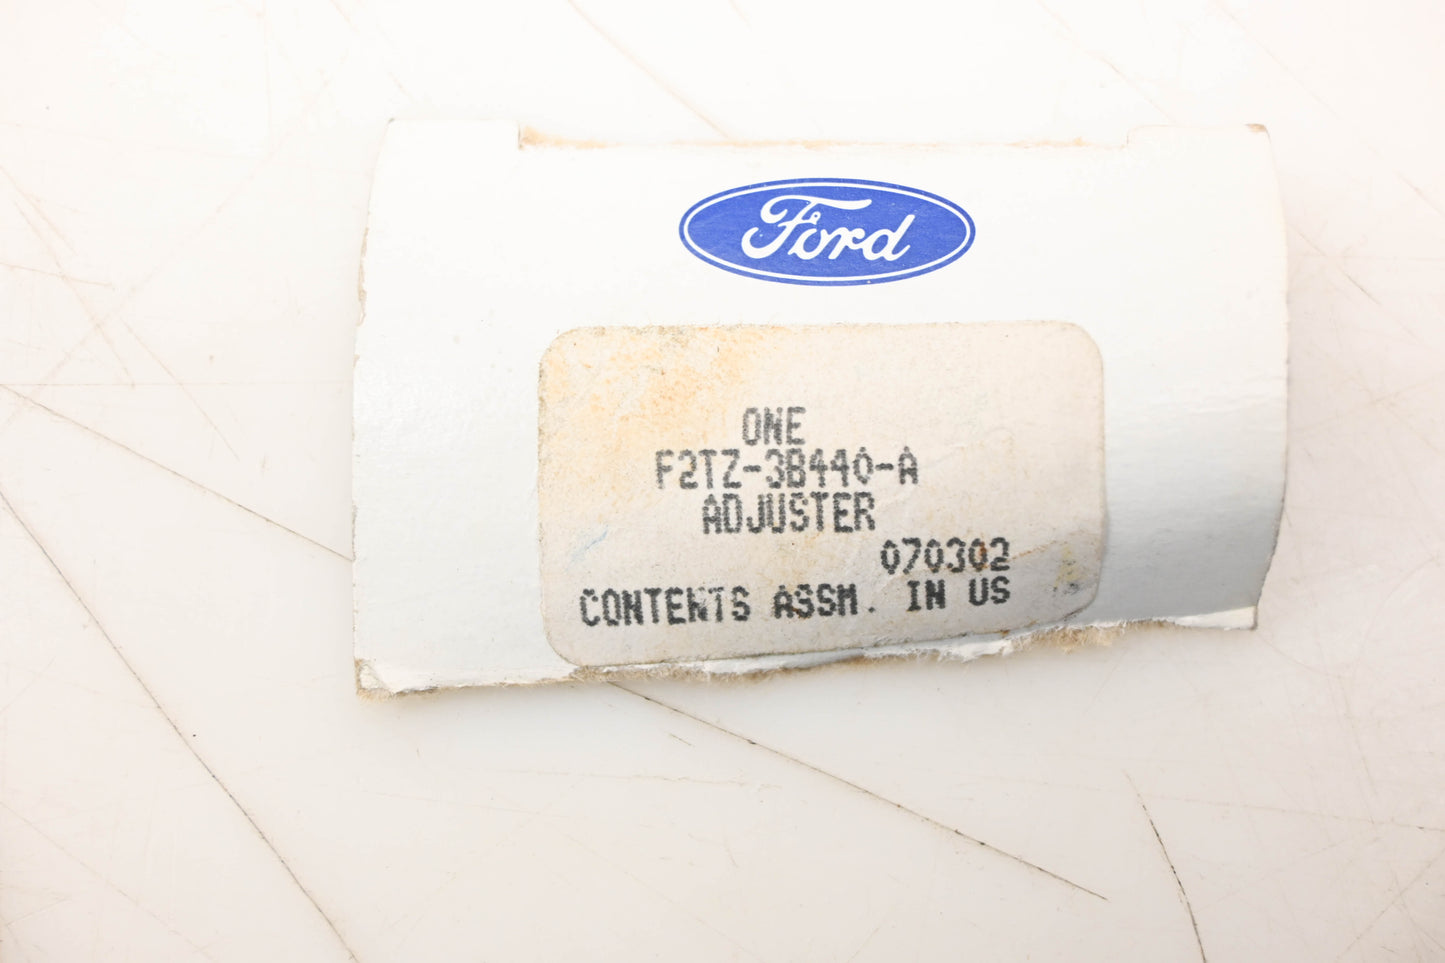 Ford
ONE
F2TZ-3B440-A
ADJUSTER
070302
CONTENTS ASSM. IN US